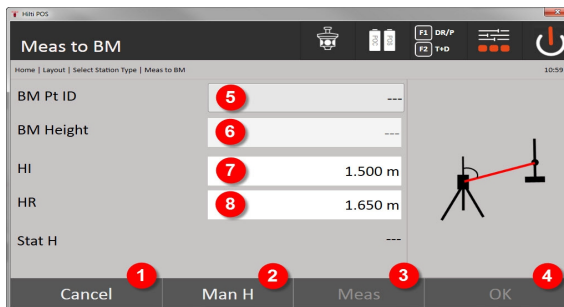 Hilti POS
Meas to BM
POC
POS
F1 DR/P
F2 T+D
Home | Layout | Select Station Type | Meas to BM
10:59
BM Pt ID 5 ---
BM Height 6 ---
HI 7 1.500 m
HR 8 1.650 m
Stat H ---
1 2 3 4
Cancel Man H Meas OK